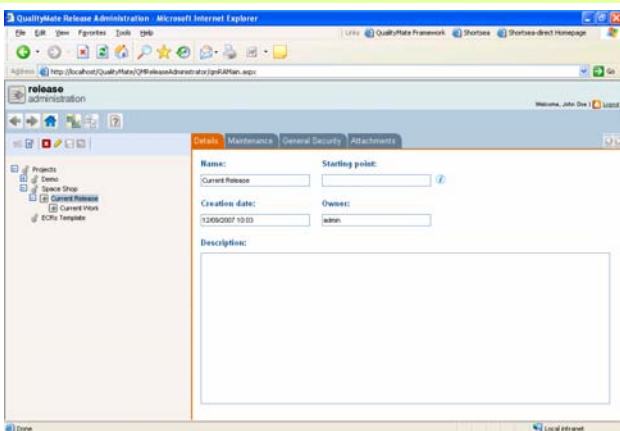 QualityMate Release Administration - Microsoft Internet Explorer
File Edit View Favorites Tools Help
Links QualityMate Framework Shortsea Shortsea-direct Homepage
Address http://localhost/QualityMate/QMReleaseAdministrator/qmRAMain.aspx Go
release
administration
Welcome, John Doe | Logout
Details Maintenance General Security Attachments
Projects
Demo
Space Shop
Current Release
Current Work
ECRs Template
Name: Starting point:
Current Release
Creation date: Owner:
12/09/2007 10:03 admin
Description:
Done Local intranet